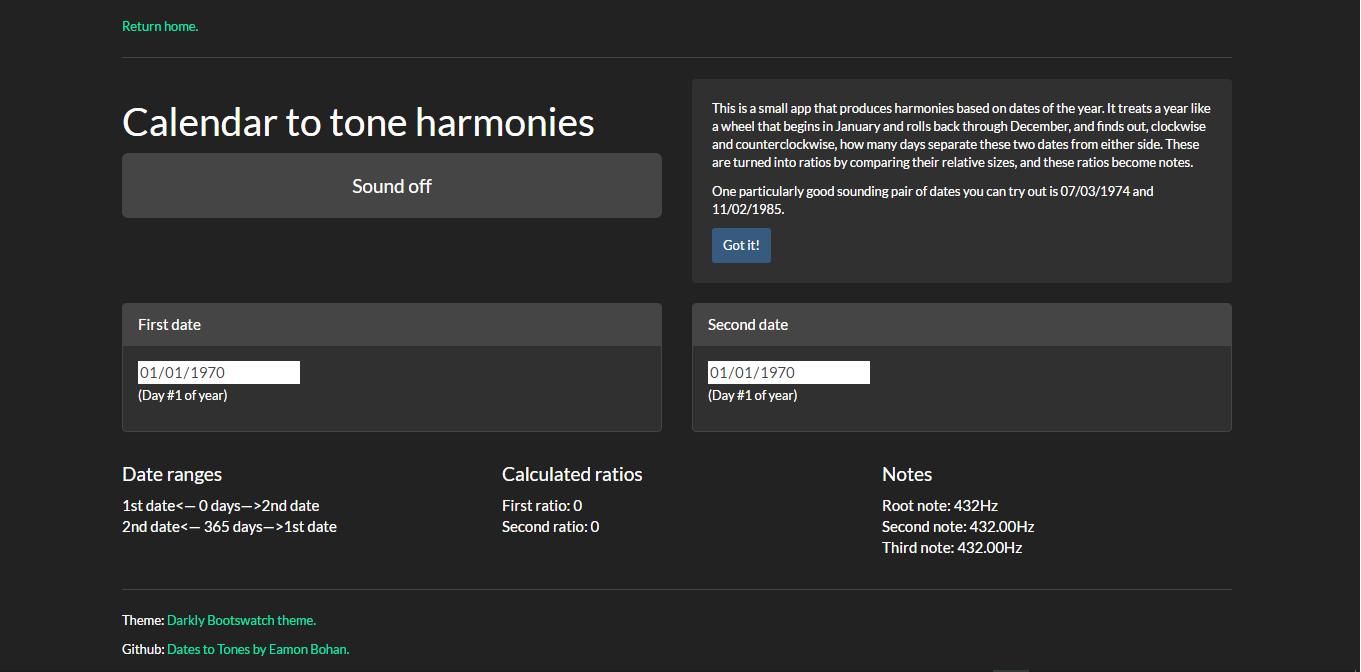 Return home.
Calendar to tone harmonies
Sound off
This is a small app that produces harmonies based on dates of the year. It treats a year like
a wheel that begins in January and rolls back through December, and finds out, clockwise
and counterclockwise, how many days separate these two dates from either side. These
are turned into ratios by comparing their relative sizes, and these ratios become notes.
One particularly good sounding pair of dates you can try out is 07/03/1974 and
11/02/1985.
Got it!
First date
01/01/1970
(Day #1 of year)
Second date
01/01/1970
(Day #1 of year)
Date ranges
1st date<— 0 days—>2nd date
2nd date<— 365 days—>1st date
Calculated ratios
First ratio: 0
Second ratio: 0
Notes
Root note: 432Hz
Second note: 432.00Hz
Third note: 432.00Hz
Theme: Darkly Bootswatch theme.
Github: Dates to Tones by Eamon Bohan.